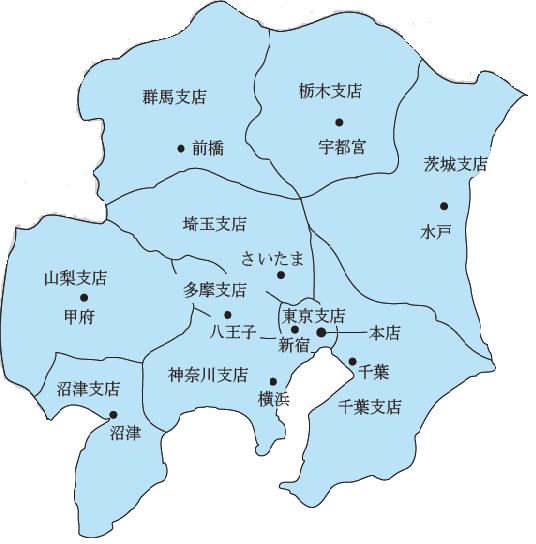 群馬支店
前橋
栃木支店
宇都宮
茨城支店
水戸
埼玉支店
さいたま
山梨支店
甲府
多摩支店
八王子
東京支店
新宿
本店
神奈川支店
横浜
千葉
千葉支店
沼津支店
沼津